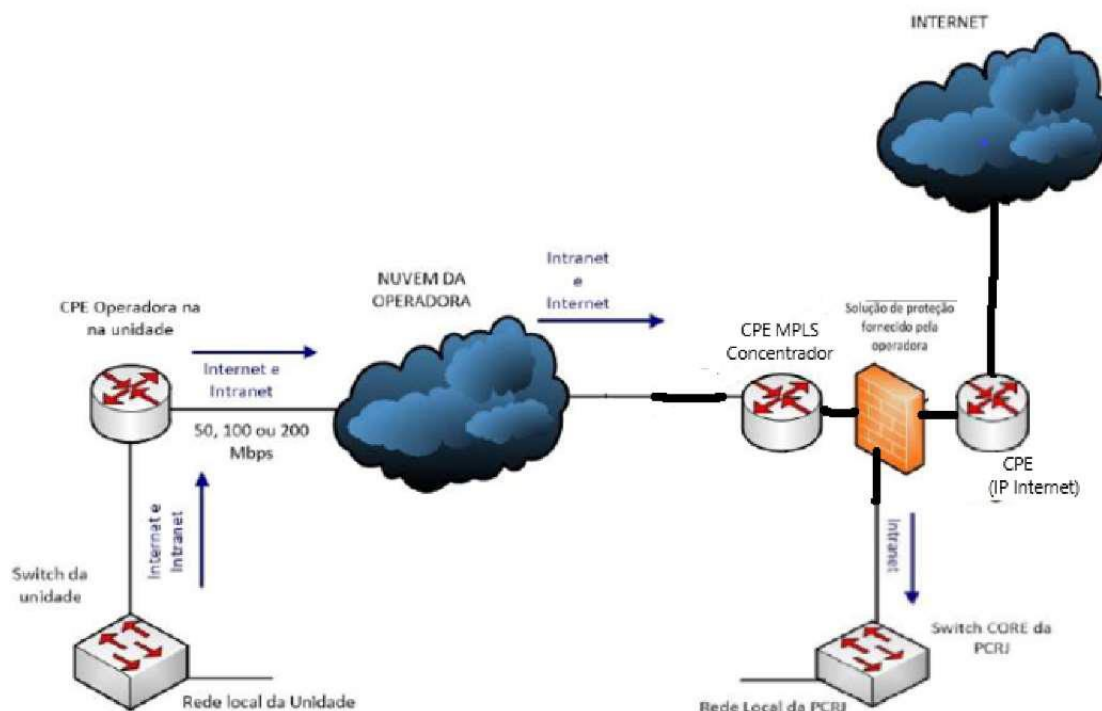 INTERNET
Intranet
e
Internet
NUVEM DA
OPERADORA
CPE Operadora na
na unidade
Solução de proteção
fornecido pela
operadora
CPE MPLS
Concentrador
Internet e
Intranet
50, 100 ou 200
Mbps
CPE
(IP Internet)
Internet e
Intranet
Intranet
Switch da
unidade
Switch CORE da
PCRJ
Rede local da Unidade
Rede Local da PCRJ